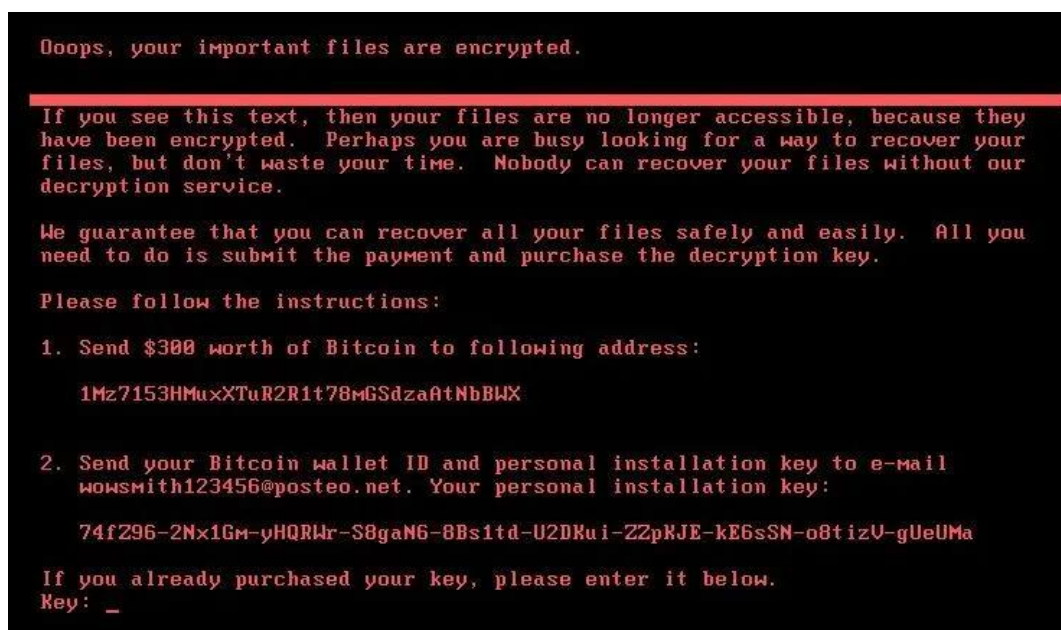 Ooops, your important files are encrypted.
If you see this text, then your files are no longer accessible, because they
have been encrypted.  Perhaps you are busy looking for a way to recover your
files, but don't waste your time.  Nobody can recover your files without our
decryption service.
We guarantee that you can recover all your files safely and easily.  All you
need to do is submit the payment and purchase the decryption key.
Please follow the instructions:
1. Send $300 worth of Bitcoin to following address:
1Mz7153HMuxXTuR2R1t78mGSdzaAtNbBWX
2. Send your Bitcoin wallet ID and personal installation key to e-mail
wowsmith123456@posteo.net. Your personal installation key:
74fZ96-2Nx1Gm-yHQRWr-S8gaN6-8Bs1td-U2DKui-ZZpKJE-kE6sSN-o8tizV-gUeUMa
If you already purchased your key, please enter it below.
Key: _